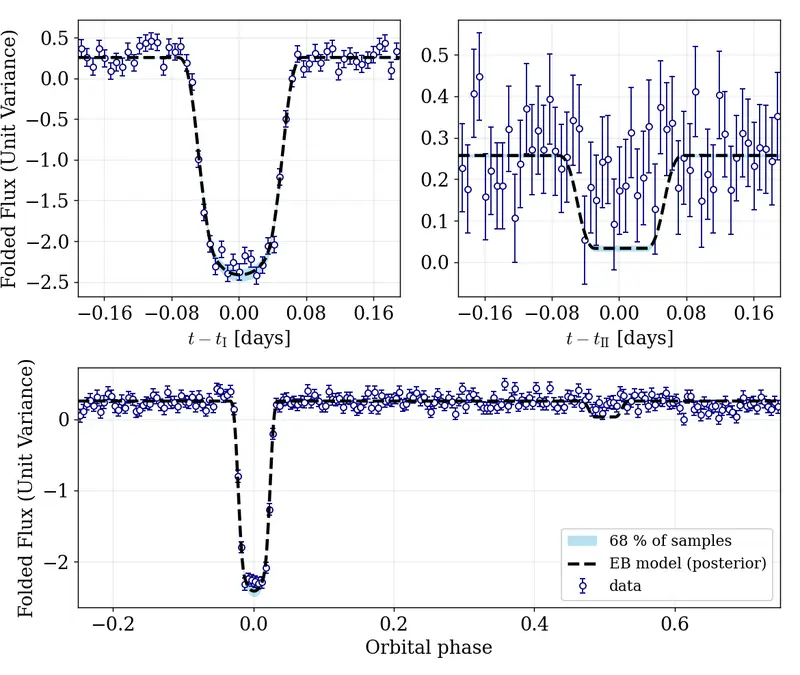 Folded Flux (Unit Variance)
0.5
0.0
−0.5
−1.0
−1.5
−2.0
−2.5
−0.16 −0.08 0.00 0.08 0.16
t − tI [days]
0.5
0.4
0.3
0.2
0.1
0.0
−0.16 −0.08 0.00 0.08 0.16
t − tII [days]
Folded Flux (Unit Variance)
0
−1
−2
68 % of samples
EB model (posterior)
data
−0.2 0.0 0.2 0.4 0.6
Orbital phase